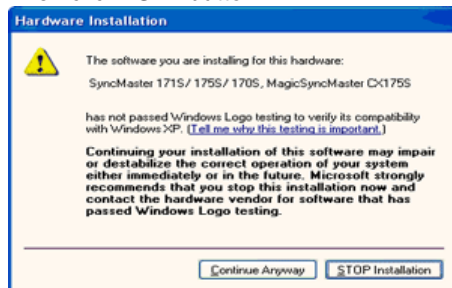 Hardware Installation
The software you are installing for this hardware:
SyncMaster 171S/ 175S/ 170S, MagicSyncMaster CX175S
has not passed Windows Logo testing to verify its compatibility
with Windows XP. (Tell me why this testing is important.)
Continuing your installation of this software may impair
or destabilize the correct operation of your system
either immediately or in the future. Microsoft strongly
recommends that you stop this installation now and
contact the hardware vendor for software that has
passed Windows Logo testing.
Continue Anyway
STOP Installation